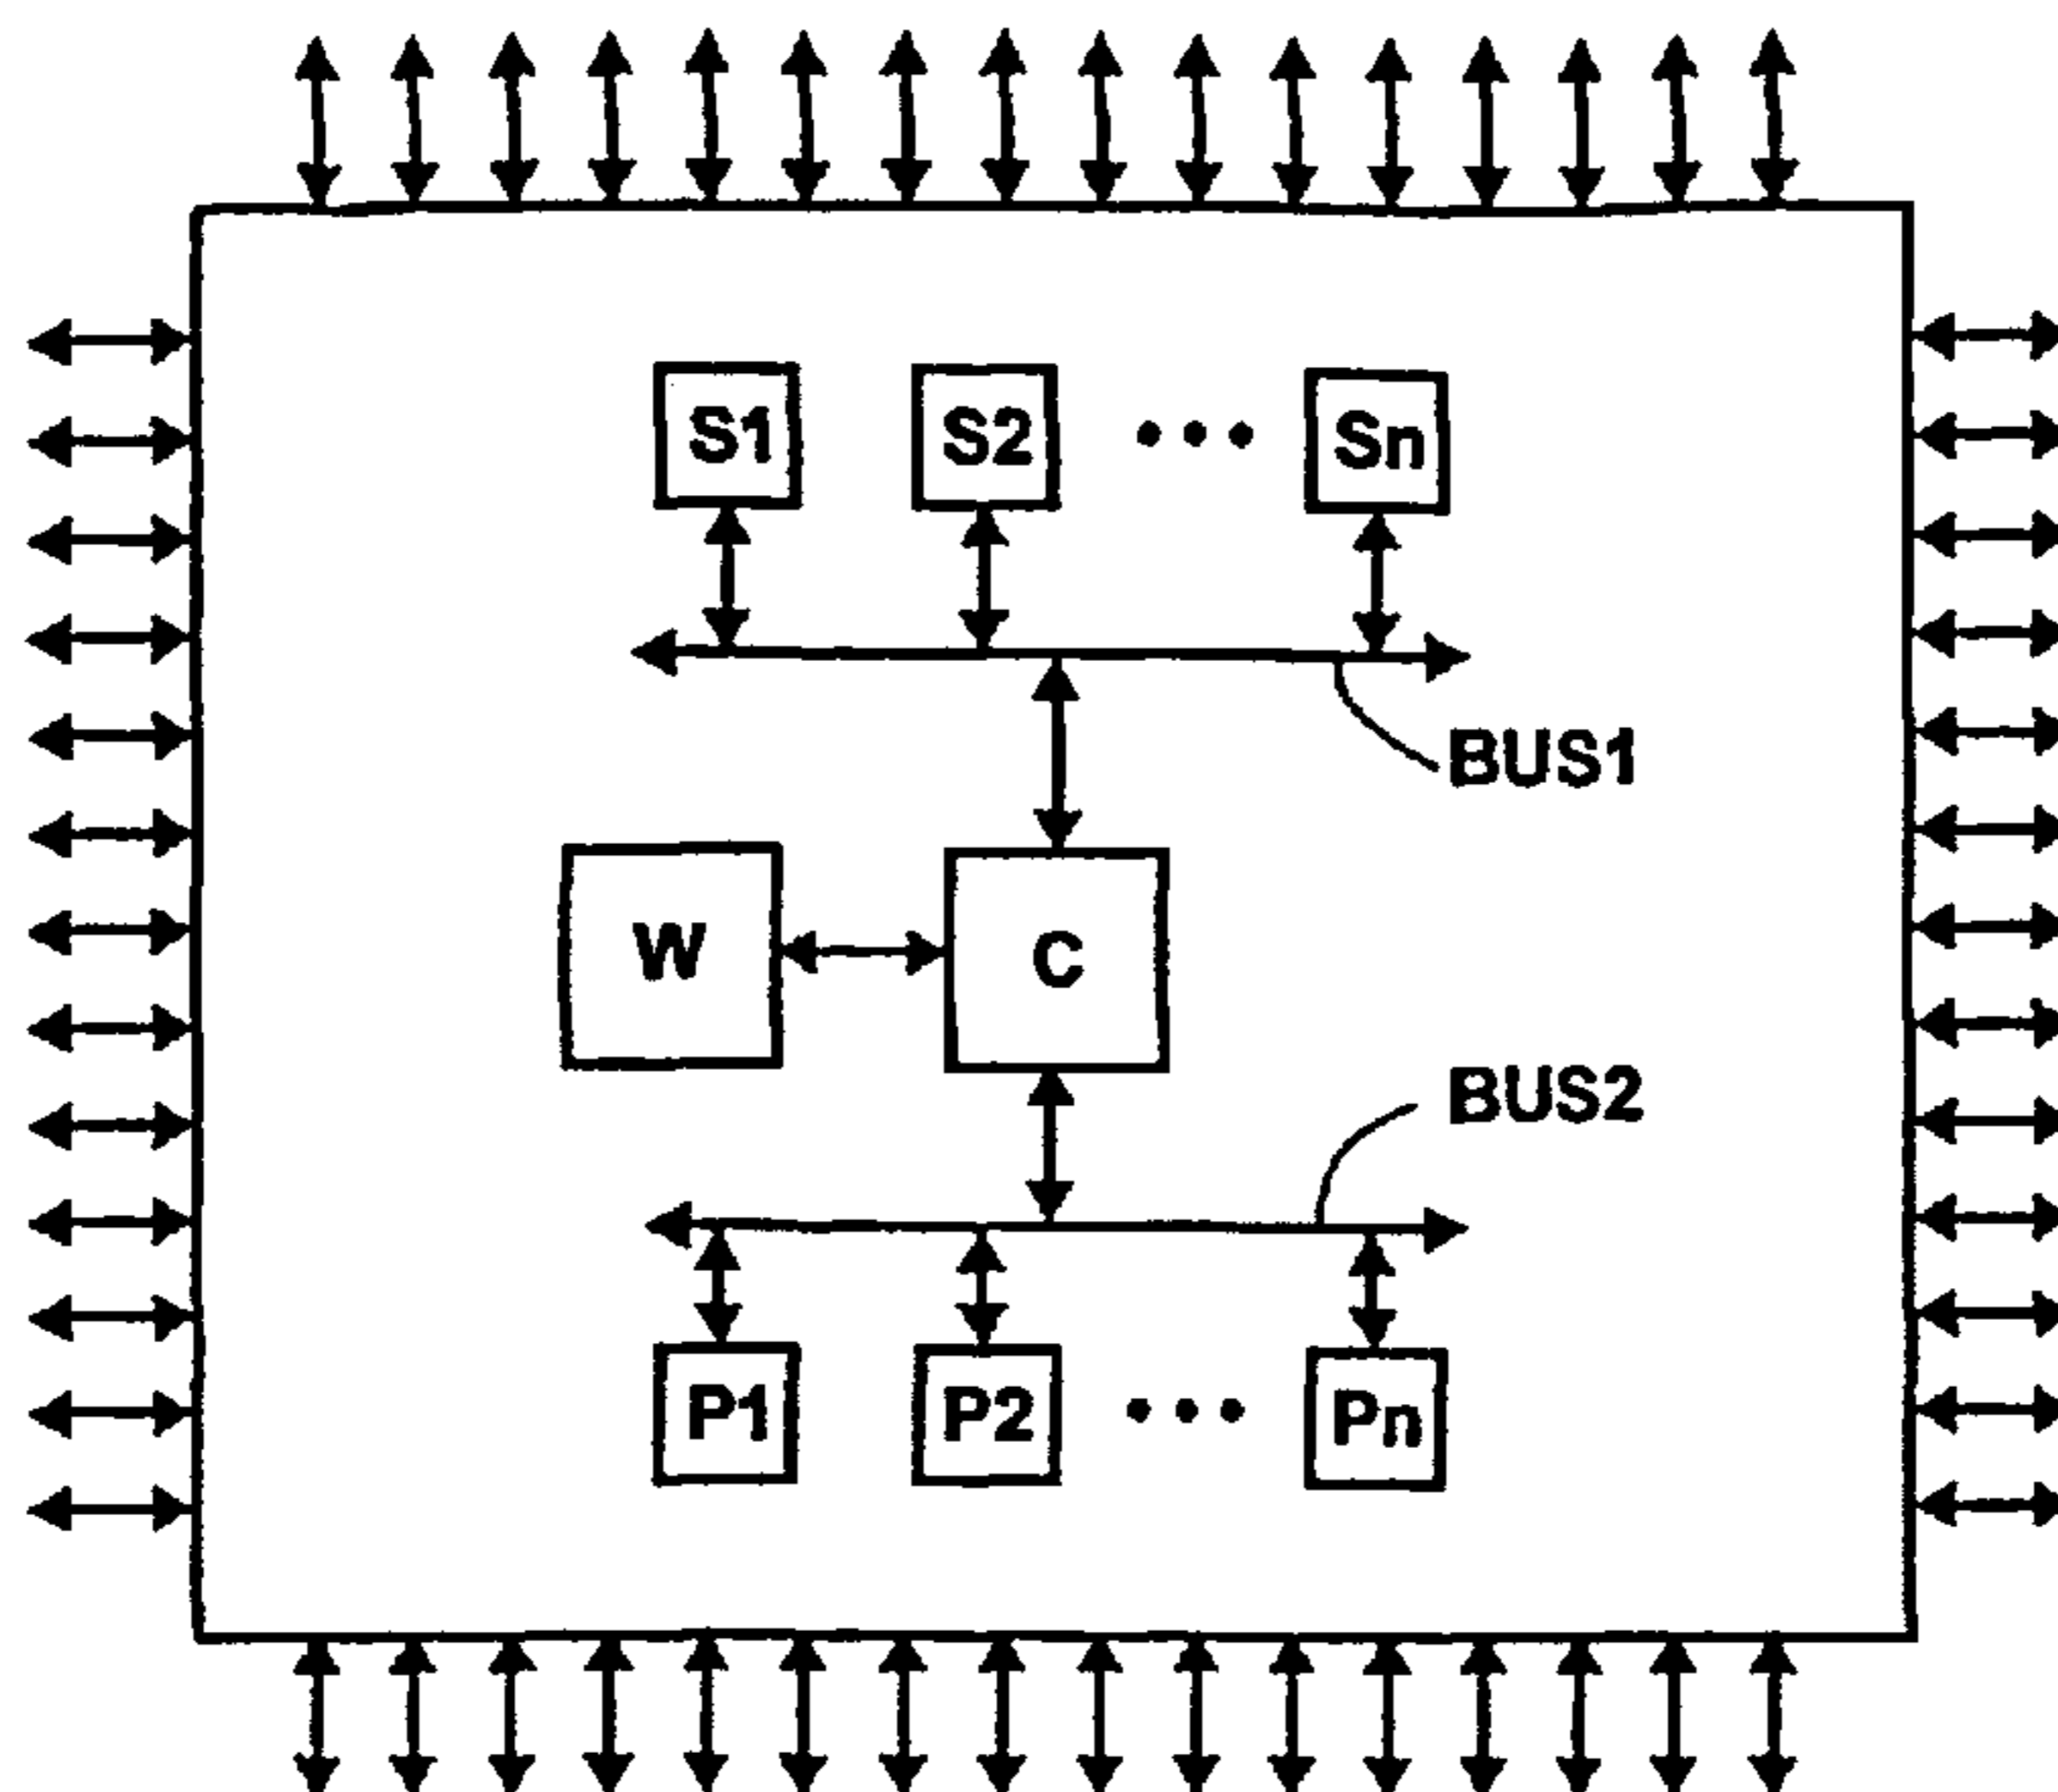 S1 S2 ••• Sn
BUS1
W C
BUS2
P1 P2 ••• Pn